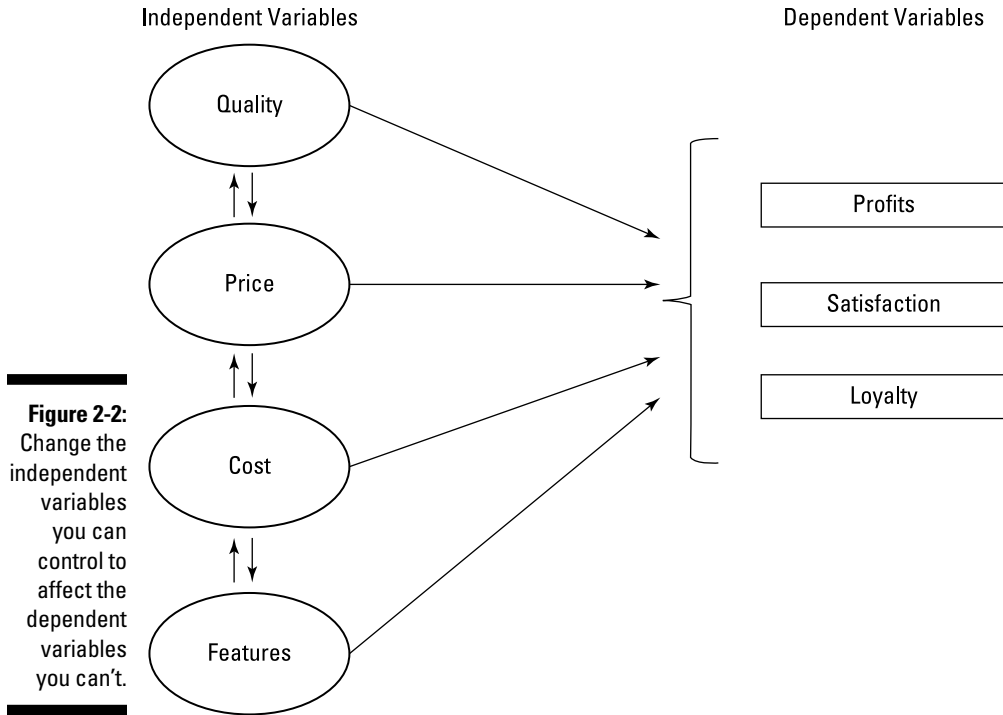 Independent Variables
Dependent Variables
Quality
Price
Cost
Features
Profits
Satisfaction
Loyalty
Figure 2-2:
Change the
independent
variables
you can
control to
affect the
dependent
variables
you can't.